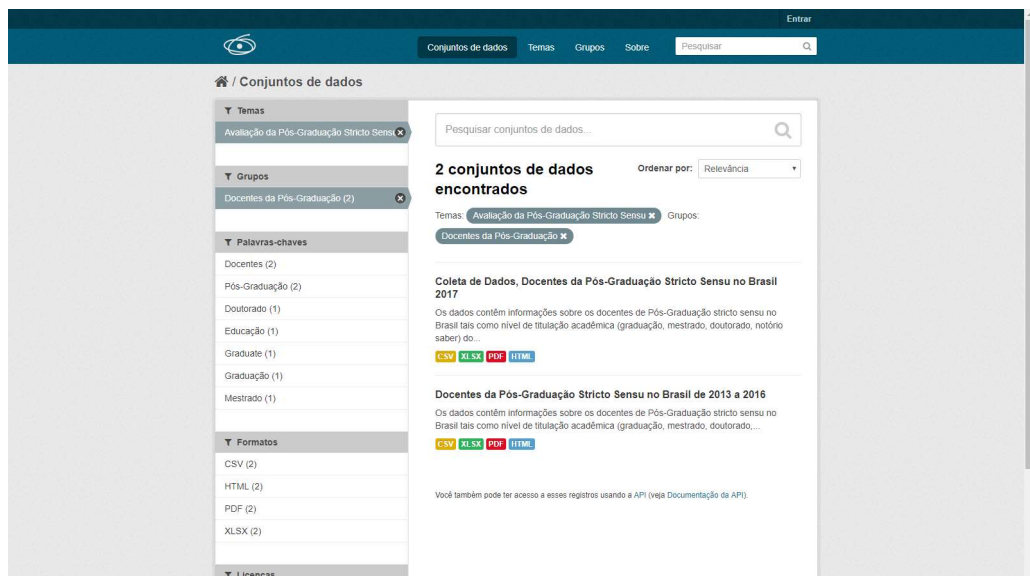 Entrar
Conjuntos de dados Temas Grupos Sobre Pesquisar
/ Conjuntos de dados
Temas
Avaliação da Pós-Graduação Stricto Sensu
Grupos
Docentes da Pós-Graduação (2)
Palavras-chaves
Docentes (2)
Pós-Graduação (2)
Doutorado (1)
Educação (1)
Graduate (1)
Graduação (1)
Mestrado (1)
Formatos
CSV (2)
HTML (2)
PDF (2)
XLSX (2)
Licenças
Pesquisar conjuntos de dados...
2 conjuntos de dados
encontrados
Ordenar por: Relevância
Temas: Avaliação da Pós-Graduação Stricto Sensu ✖ Grupos:
Docentes da Pós-Graduação ✖
Coleta de Dados, Docentes da Pós-Graduação Stricto Sensu no Brasil
2017
Os dados contêm informações sobre os docentes de Pós-Graduação stricto sensu no
Brasil tais como nível de titulação acadêmica (graduação, mestrado, doutorado, notório
saber) do...
CSV XLSX PDF HTML
Docentes da Pós-Graduação Stricto Sensu no Brasil de 2013 a 2016
Os dados contêm informações sobre os docentes de Pós-Graduação stricto sensu no
Brasil tais como nível de titulação acadêmica (graduação, mestrado, doutorado,...
CSV XLSX PDF HTML
Você também pode ter acesso a esses registros usando a API (veja Documentação da API).